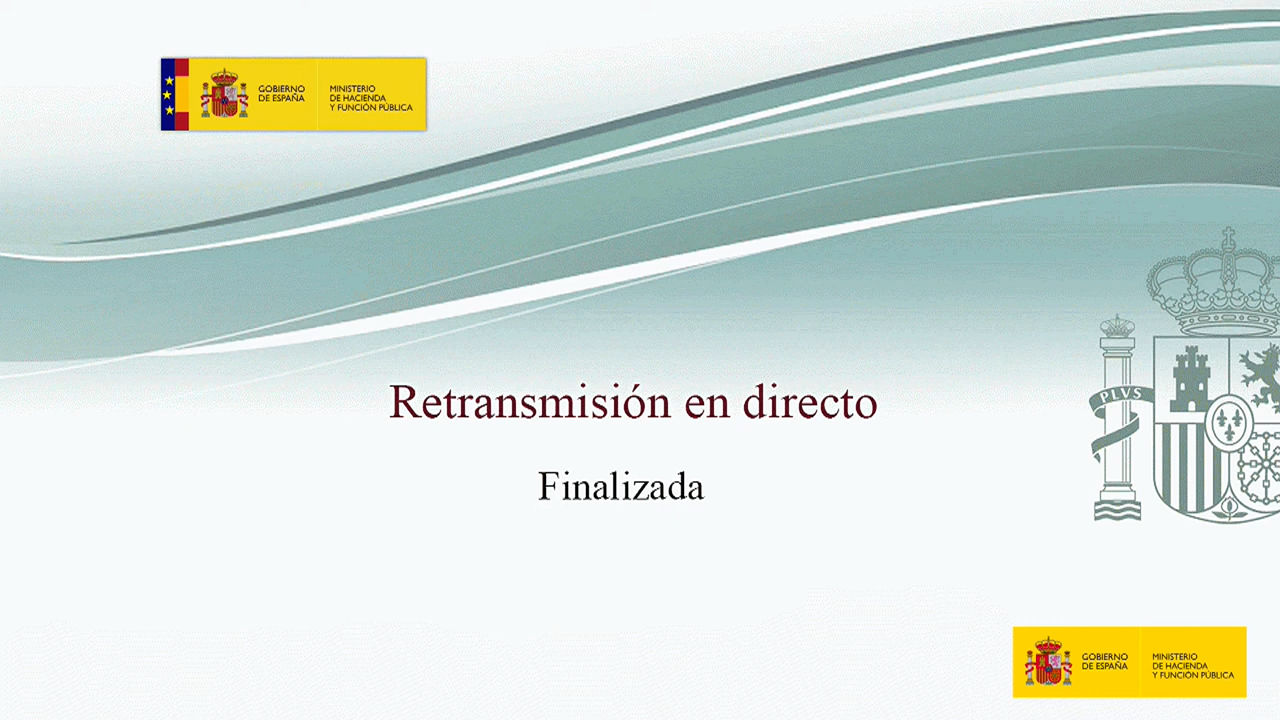 GOBIERNO
DE ESPAÑA
MINISTERIO
DE HACIENDA
Y FUNCIÓN PÚBLICA
PLVS
Retransmisión en directo
Finalizada
GOBIERNO
DE ESPAÑA
MINISTERIO
DE HACIENDA
Y FUNCIÓN PÚBLICA